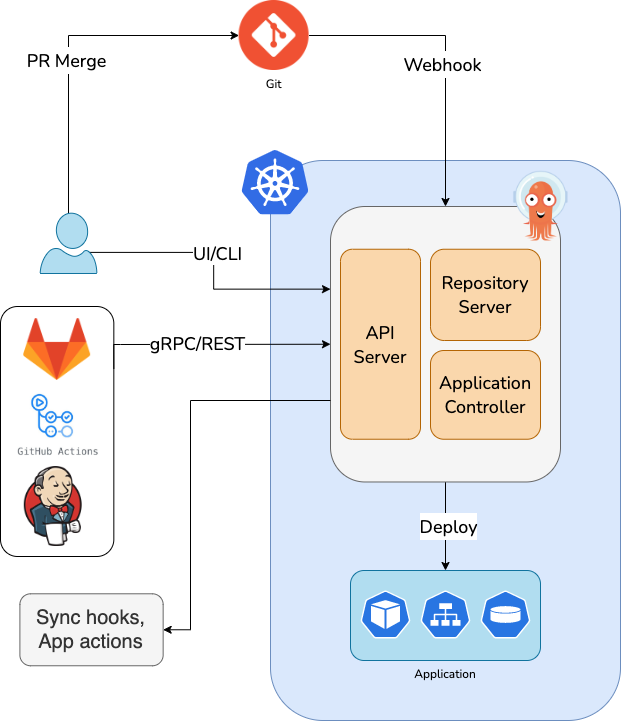 PR Merge
Git
Webhook
UI/CLI
gRPC/REST
GitHub Actions
API
Server
Repository
Server
Application
Controller
Deploy
Sync hooks,
App actions
Application